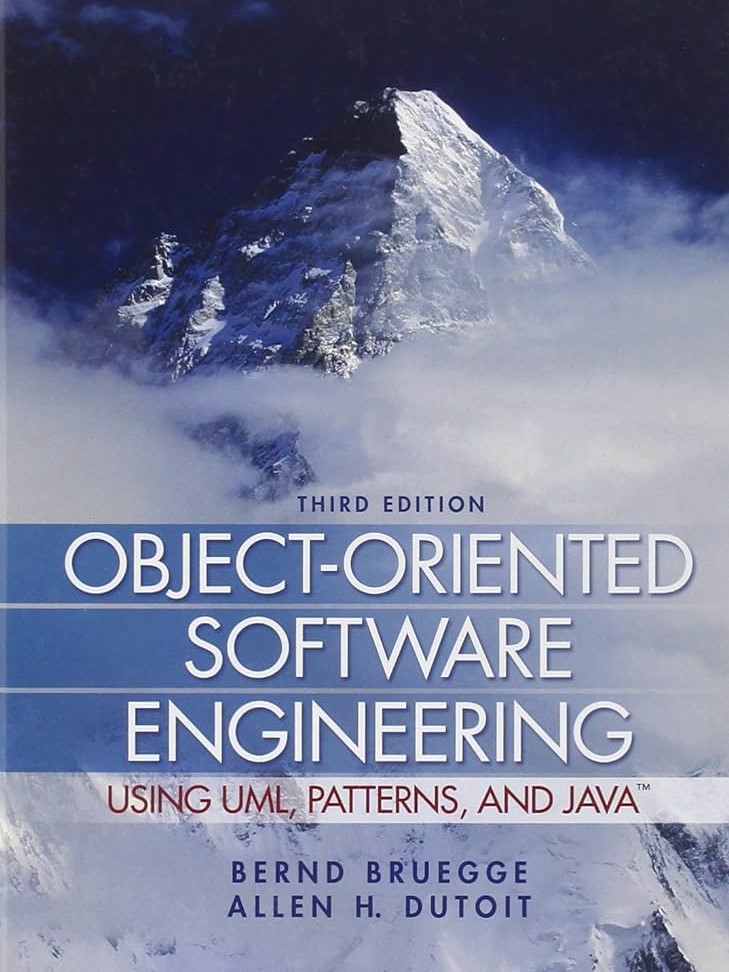 THIRD EDITION
OBJECT-ORIENTED
SOFTWARE
ENGINEERING
USING UML, PATTERNS, AND JAVA™
BERND BRUEGGE
ALLEN H. DUTOIT